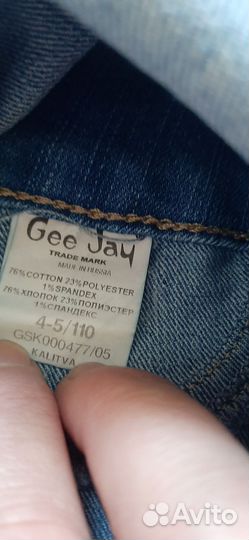 Gee Jay
TRADE MARK
MADE IN RUSSIA
76%COTTON 23%POLYESTER
1%SPANDEX
76%ХЛОПОК 23%ПОЛИЭСТЕР
1%СПАНДЕКС
4-5/110
GSK000477/05
KALITVA
Avito